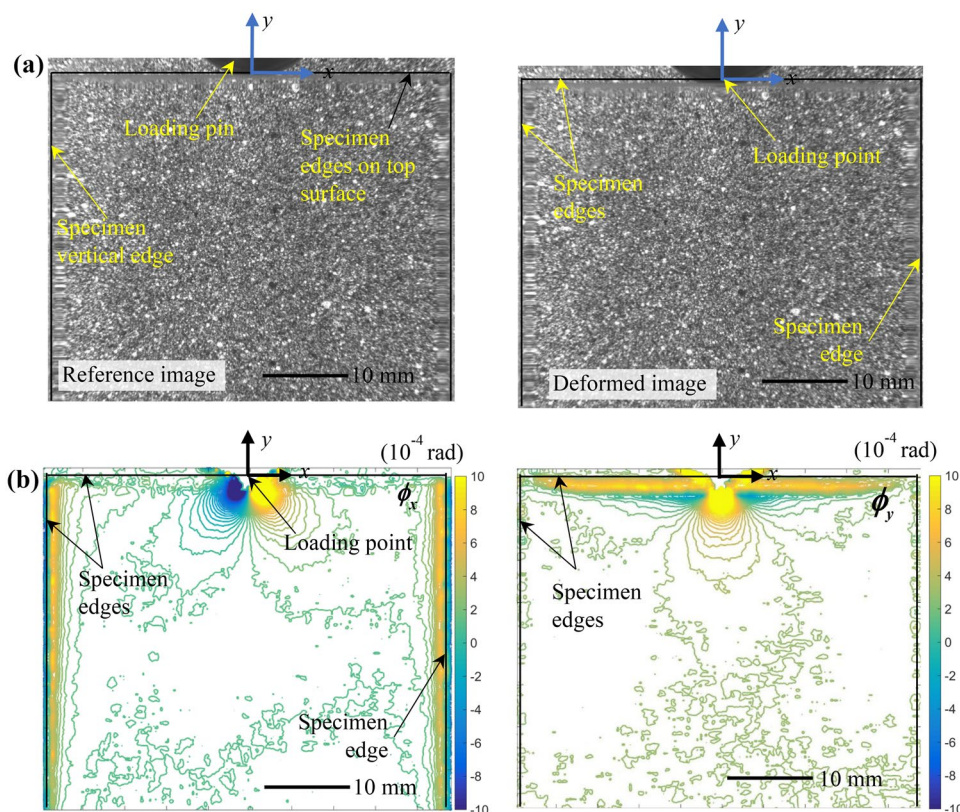 (a)
y
x
Loading pin
Specimen
edges on top
surface
Specimen
vertical edge
Reference image
10 mm
y
x
Loading point
Specimen
edges
Specimen
edge
Deformed image
10 mm
(b)
y
x
(10-4 rad)
ϕx
Loading point
Specimen
edges
Specimen
edge
10 mm
10
8
6
4
2
0
-2
-4
-6
-8
-10
y
x
(10-4 rad)
ϕy
Specimen
edges
10 mm
10
8
6
4
2
0
-2
-4
-6
-8
-10